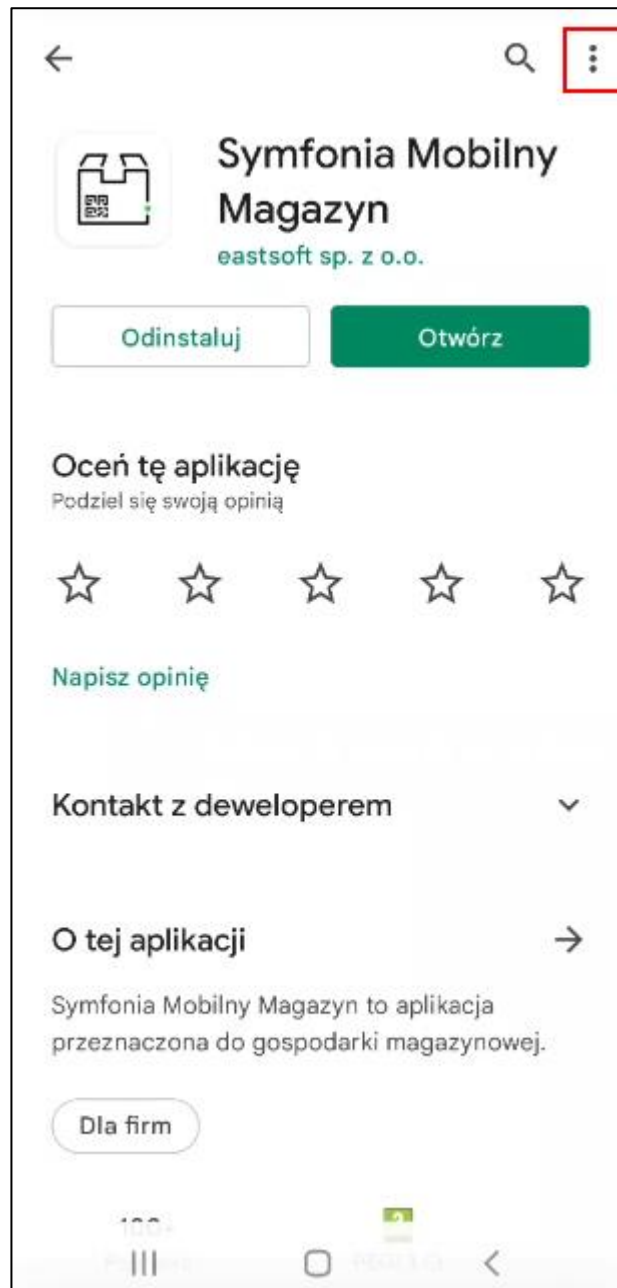 Symfonia Mobilny
Magazyn
eastsoft sp. z o.o.
Odinstaluj
Otwórz
Oceń tę aplikację
Podziel się swoją opinią
Napisz opinię
Kontakt z deweloperem
O tej aplikacji
Symfonia Mobilny Magazyn to aplikacja
przeznaczona do gospodarki magazynowej.
Dla firm